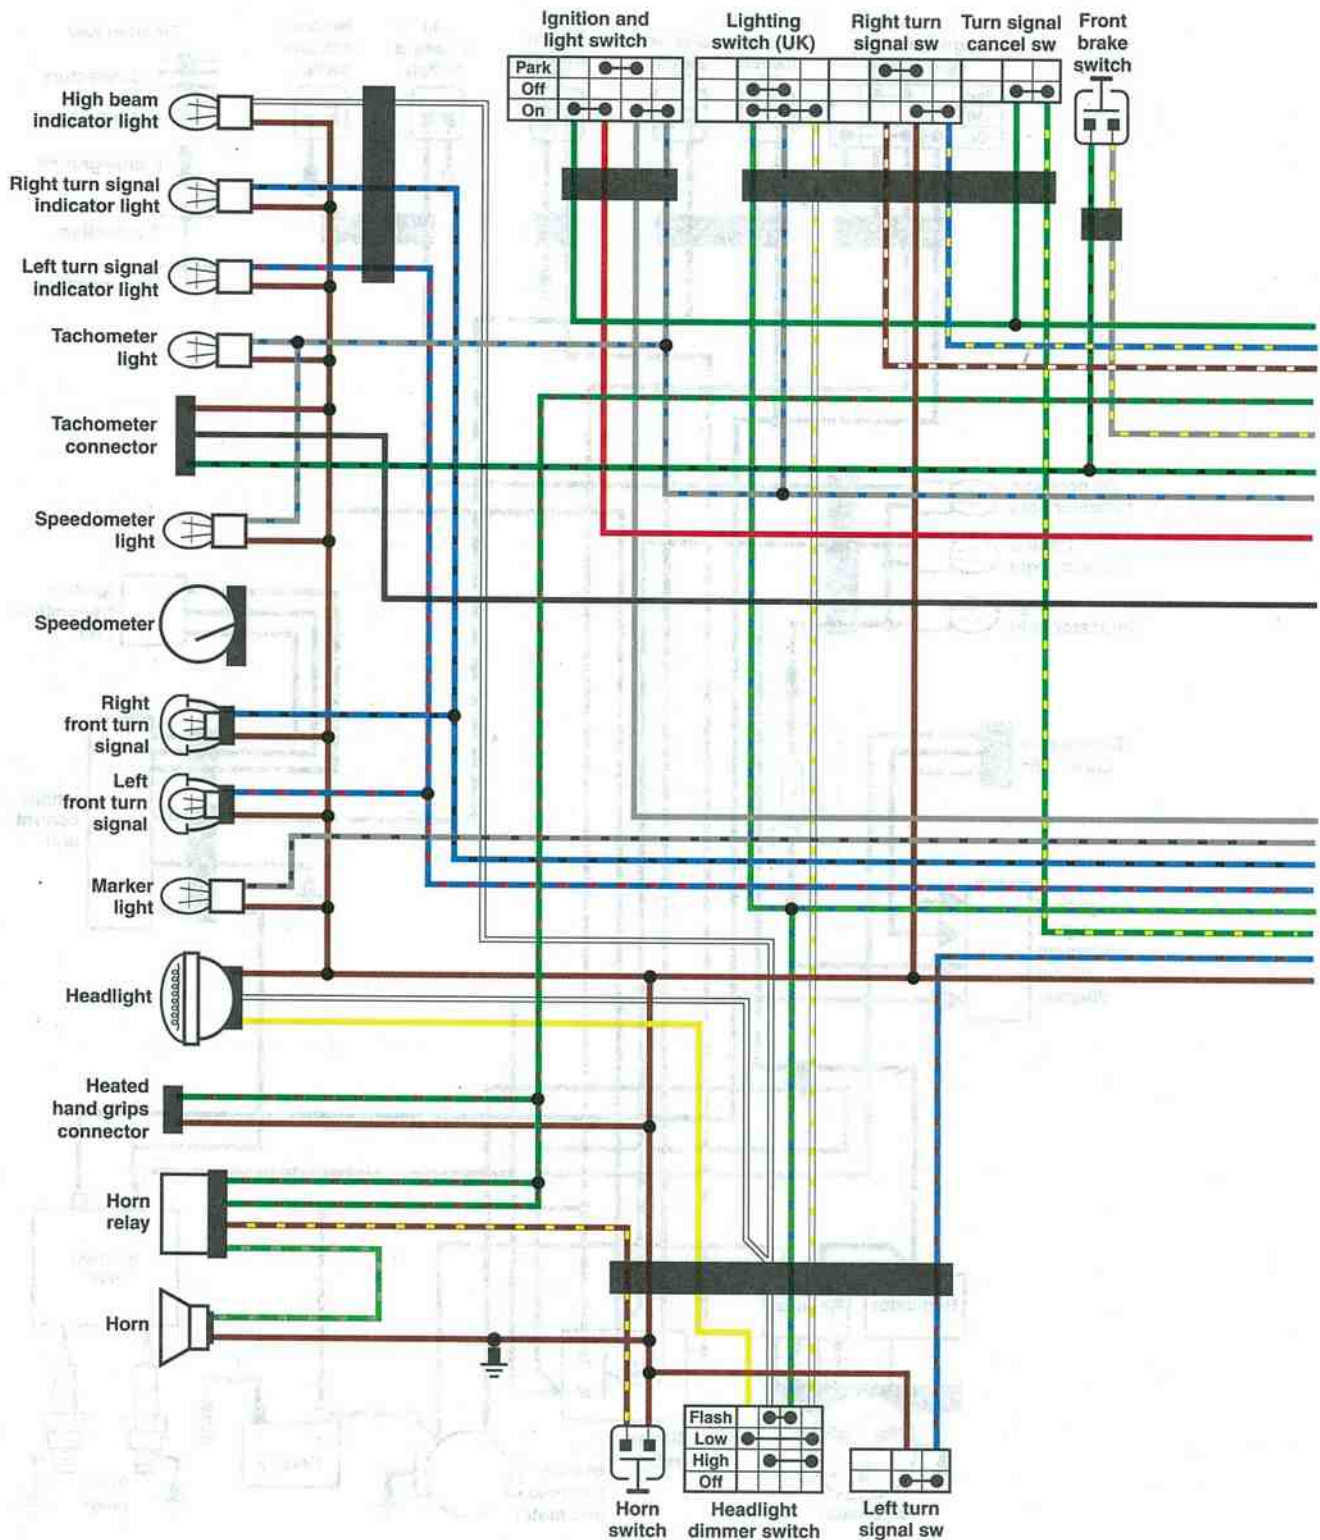 Ignition and
light switch
Lighting
switch (UK)
Right turn
signal sw
Turn signal
cancel sw
Front
brake
switch
Park
Off
On
High beam
indicator light
Right turn signal
indicator light
Left turn signal
indicator light
Tachometer
light
Tachometer
connector
Speedometer
light
Speedometer
Right
front turn
signal
Left
front turn
signal
Marker
light
Headlight
Heated
hand grips
connector
Horn
relay
Horn
Flash
Low
High
Off
Horn
switch
Headlight
dimmer switch
Left turn
signal sw